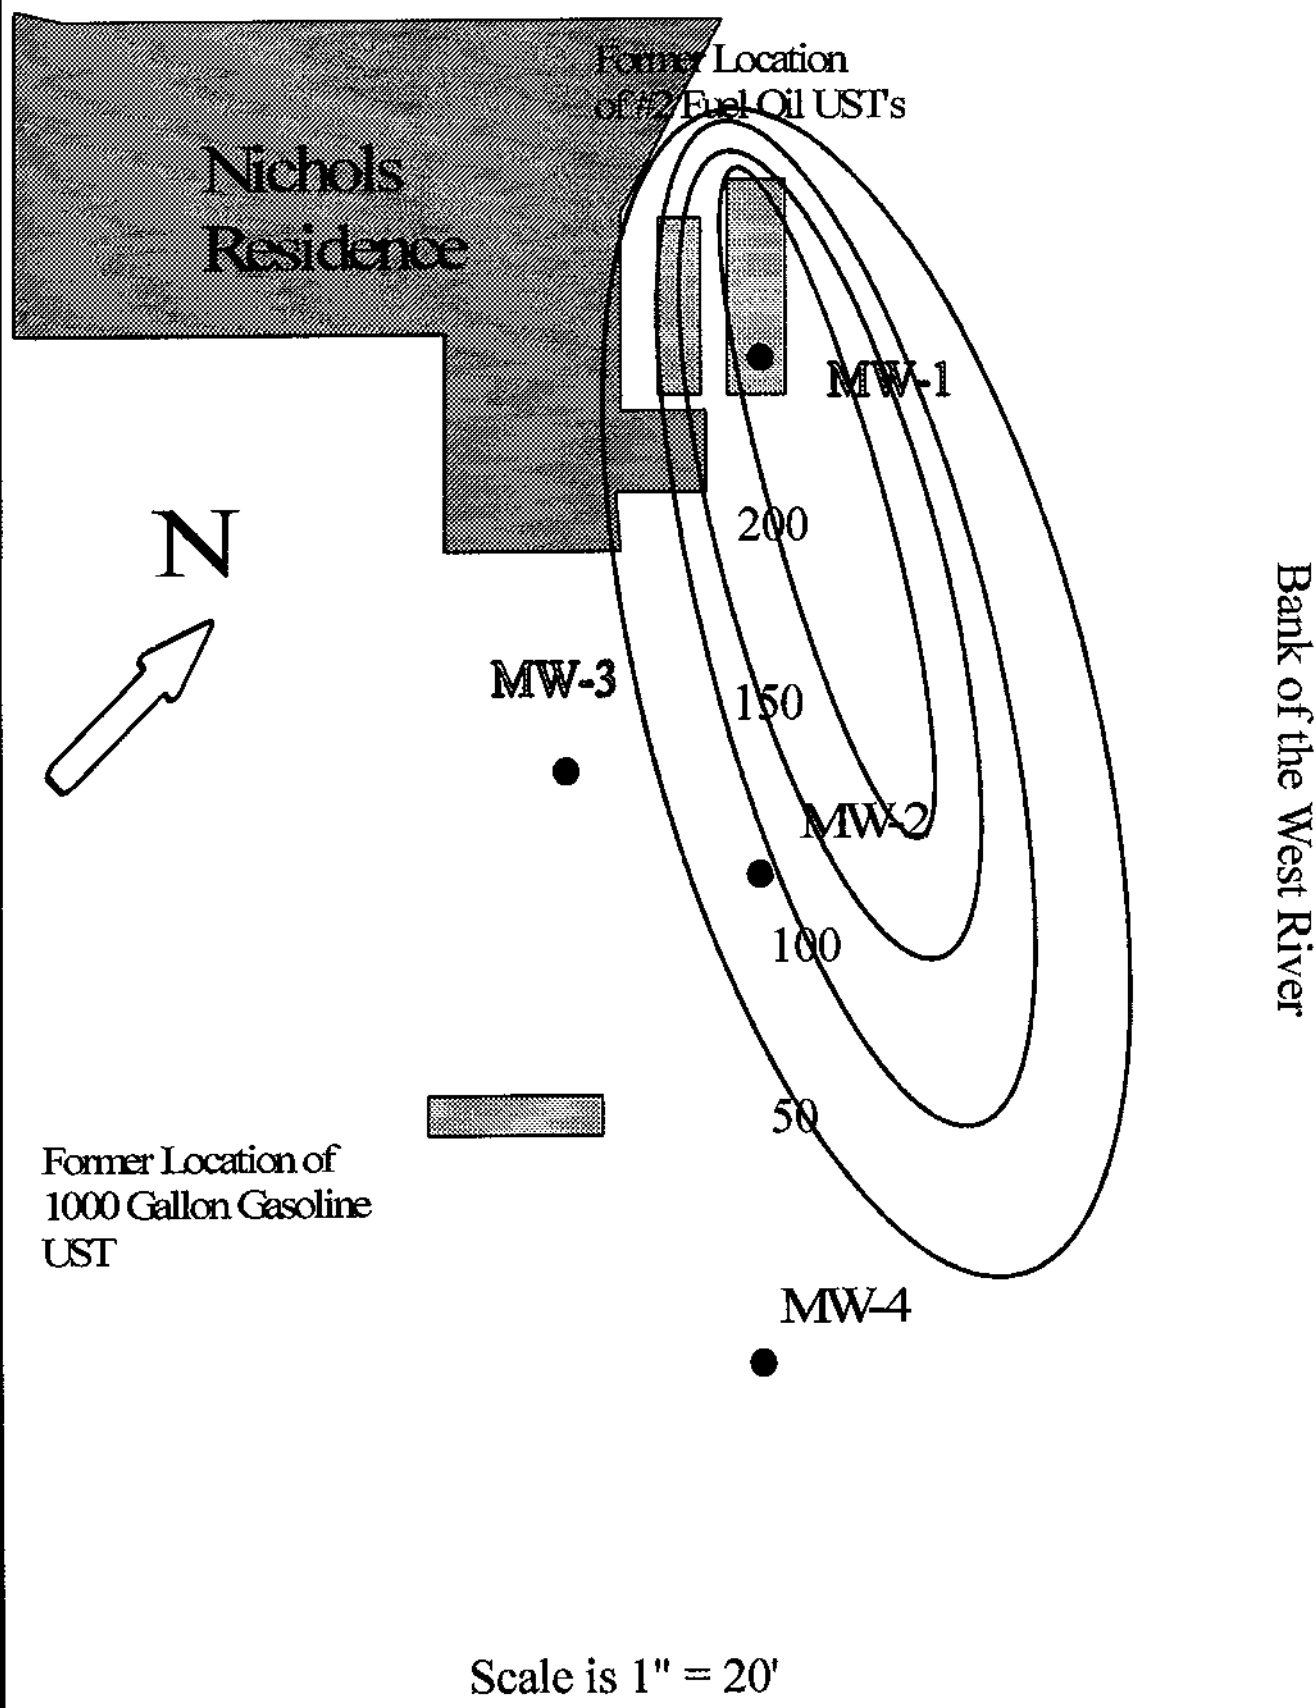 Former Location
of #2 Fuel Oil UST's
Nichols
Residence
MW-1
200
N
MW-3
150
MW-2
100
50
Former Location of
1000 Gallon Gasoline
UST
MW-4
Bank of the West River
Scale is 1" = 20'